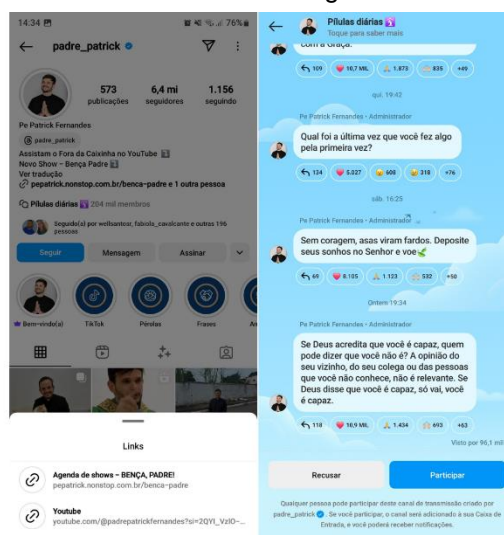 14:34
76%
padre_patrick
573
publicações
6,4 mi
seguidores
1.156
seguindo
Pe Patrick Fernandes
padre_patrick
Assistam o Fora da Caixinha no YouTube
Novo Show – Bença Padre
Ver tradução
pepatrick.nonstop.com.br/benca-padre e 1 outra pessoa
Pílulas diárias 204 mil membros
Seguido(a) por wellsantosr, fabiola_cavalcante e outras 196
pessoas
Seguir
Mensagem
Assinar
Bem-vindo(a)
TikTok
Pérolas
Frases
Links
Agenda de shows – BENÇA, PADRE!
pepatrick.nonstop.com.br/benca-padre
Youtube
youtube.com/@padrepatrickfernandes?si=2QYI_VzIO–...
Pílulas diárias
Toque para saber mais
com a Graça.
109
10,7 MIL
1.873
835
+49
qui. 19:42
Pe Patrick Fernandes · Administrador
Qual foi a última vez que você fez algo
pela primeira vez?
134
5.027
608
318
+76
sáb. 16:25
Pe Patrick Fernandes · Administrador
Sem coragem, asas viram fardos. Deposite
seus sonhos no Senhor e voe
69
8.105
1.123
532
+50
Ontem 19:34
Pe Patrick Fernandes · Administrador
Se Deus acredita que você é capaz, quem
pode dizer que você não é? A opinião do
seu vizinho, do seu colega ou das pessoas
que você não conhece, não é relevante. Se
Deus disse que você é capaz, só vai, você
é capaz.
118
10,9 MIL
1.434
693
+63
Visto por 96,1 mil
Recusar
Participar
Qualquer pessoa pode participar deste canal de transmissão criado por
padre_patrick . Se você participar, o canal será adicionado à sua Caixa de
Entrada, e você poderá receber notificações.